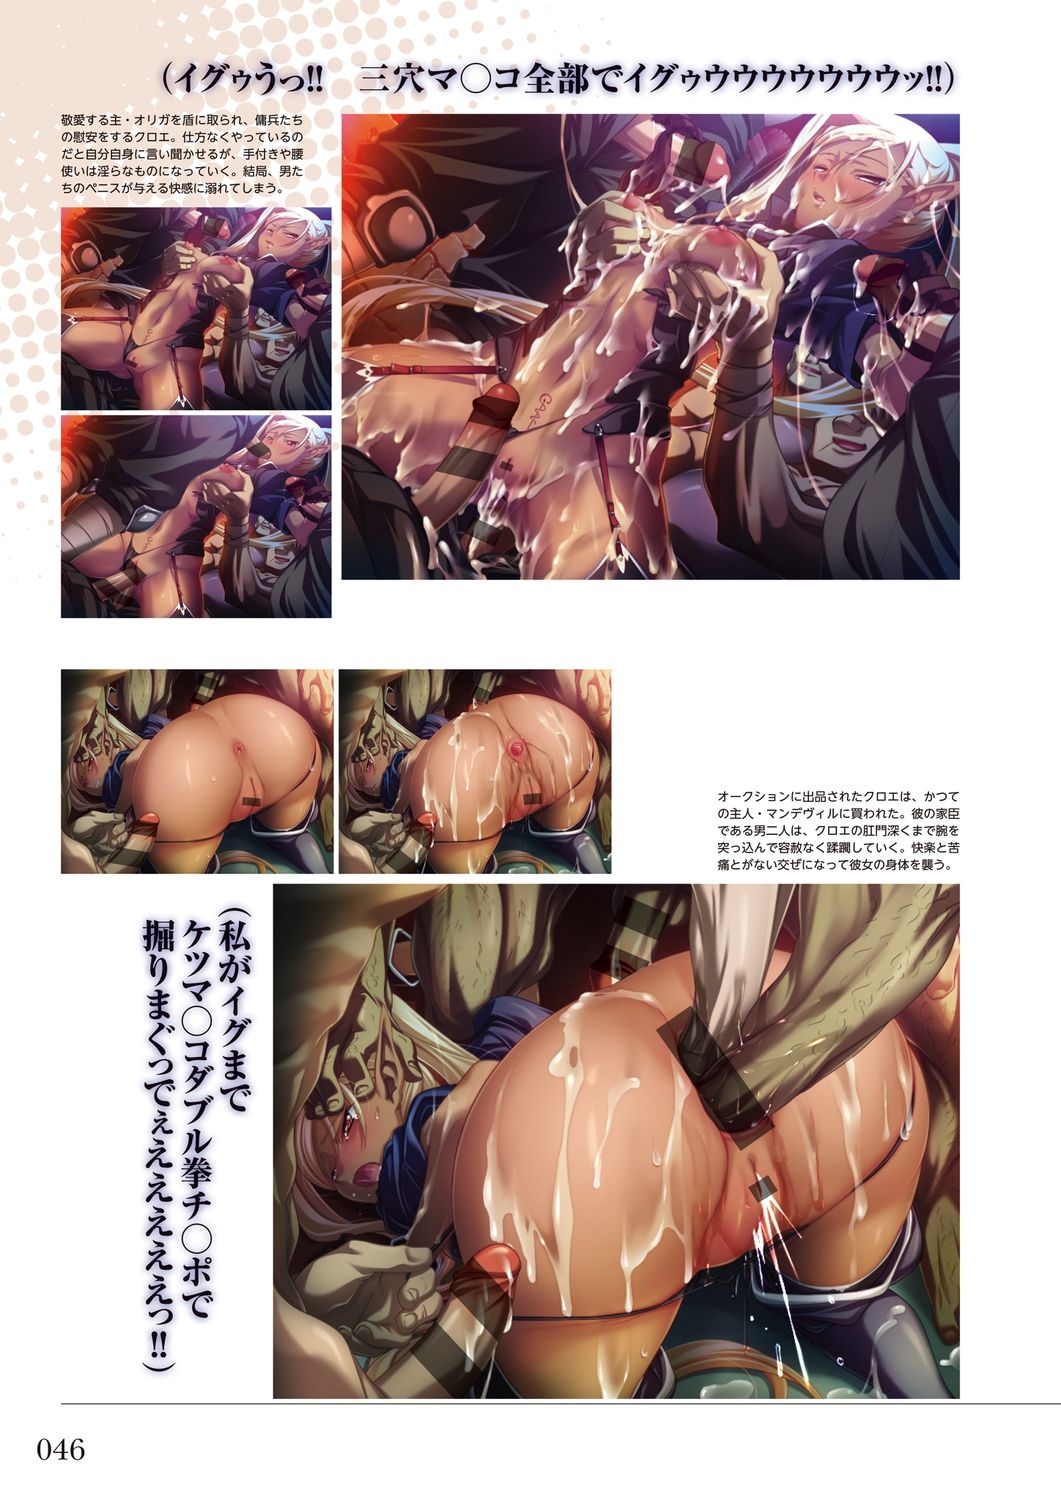 (イグゥうっ!!　三穴マ〇コ全部でイグゥウウウウウウウッ!!)
敬愛する主・オリガを盾に取られ、傭兵たち
の慰安をするクロエ。仕方なくやっているの
だと自分自身に言い聞かせるが、手付きや腰
使いは淫らなものになっていく。結局、男た
ちのペニスが与える快感に溺れてしまう。
オークションに出品されたクロエは、かつて
の主人・マンデヴィルに買われた。彼の家臣
である男二人は、クロエの肛門深くまで腕を
突っ込んで容赦なく蹂躙していく。快楽と苦
痛とがない交ぜになって彼女の身体を襲う。
(私がイグまで
ケツマ〇コダブル拳チ〇ポで
掘りまぐってぇええええええっ!!)
046